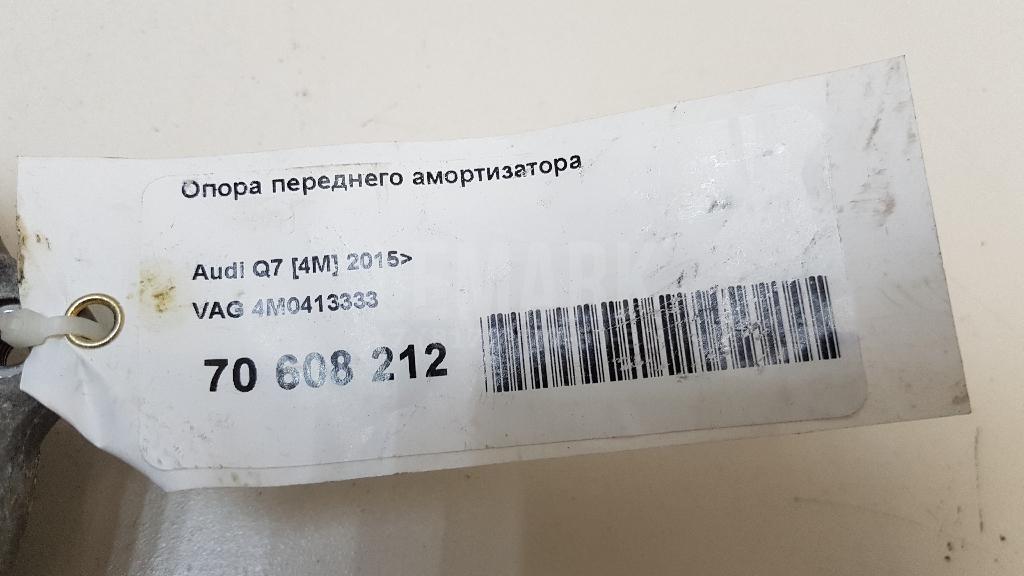 Опора переднего амортизатора
Audi Q7 [4M] 2015>
VAG 4M0413333
70 608 212